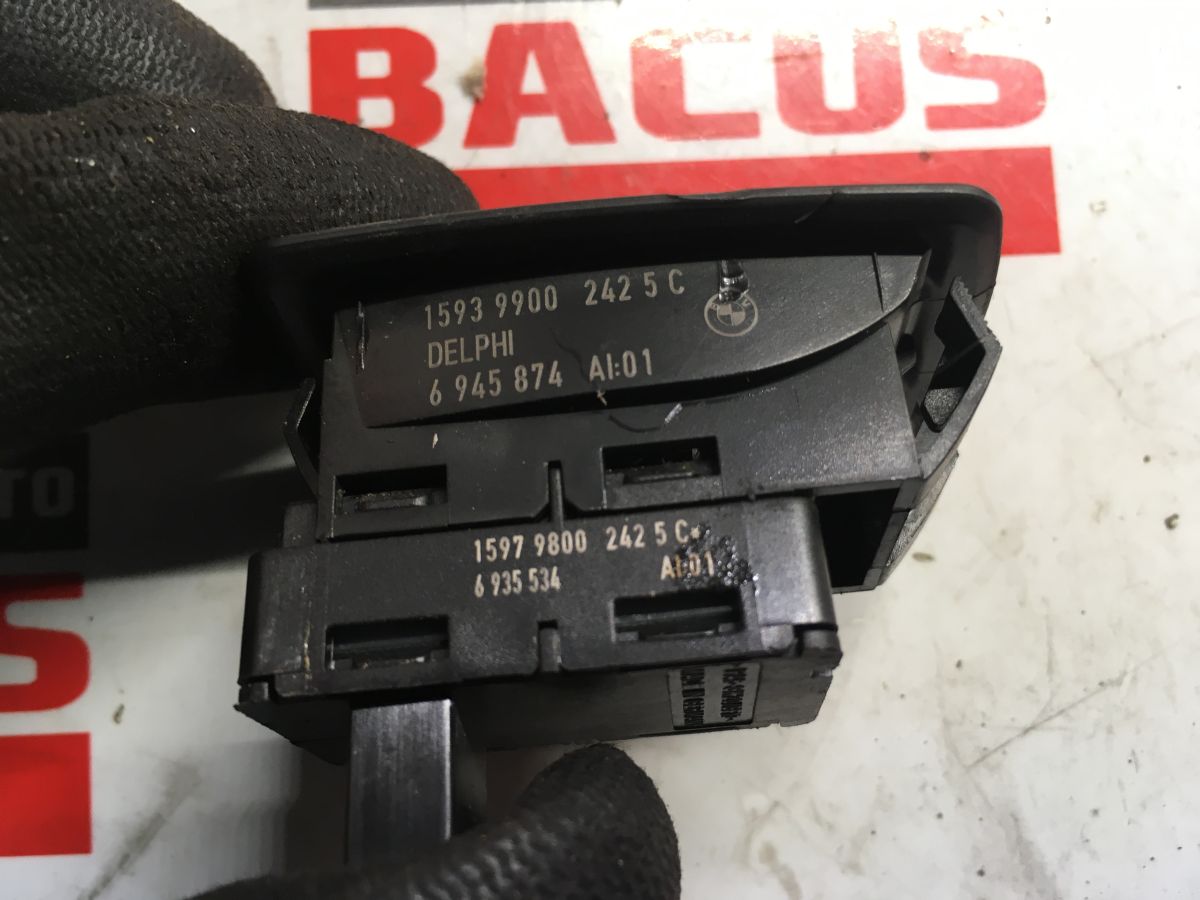 BACUS
1593 9900 242 5 C
DELPHI
6 945 874 AI:01
TO
1597 9800 242 5 C
6 935 534 AI:01
S